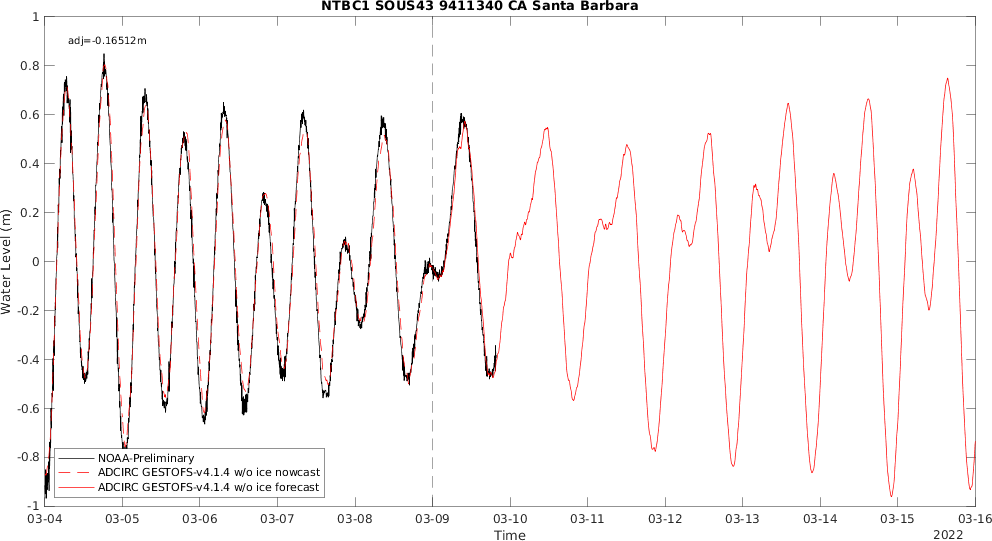 NTBC1 SOUS43 9411340 CA Santa Barbara
adj=-0.16512m
Water Level (m)
1
0.8
0.6
0.4
0.2
0
-0.2
-0.4
-0.6
-0.8
-1
NOAA-Preliminary
ADCIRC GESTOFS-v4.1.4 w/o ice nowcast
ADCIRC GESTOFS-v4.1.4 w/o ice forecast
03-04 03-05 03-06 03-07 03-08 03-09 03-10 03-11 03-12 03-13 03-14 03-15 03-16
Time
2022